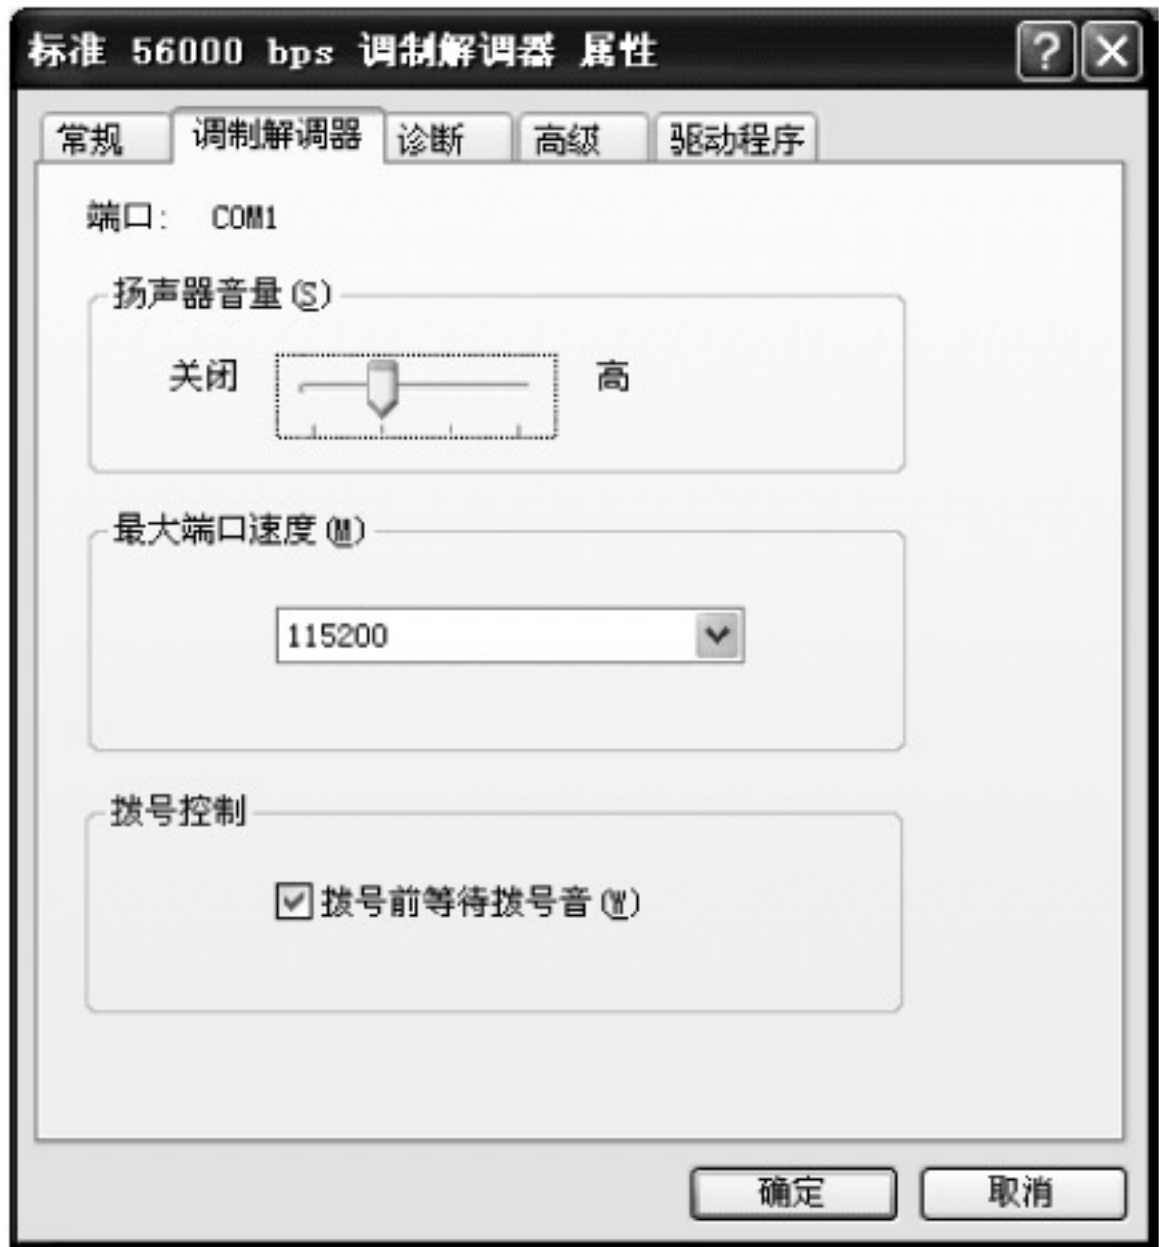 标准 56000 bps 调制解调器 属性
常规 调制解调器 诊断 高级 驱动程序
端口: COM1
扬声器音量(S)
关闭 高
最大端口速度(M)
115200
拨号控制
拨号前等待拨号音(W)
确定 取消